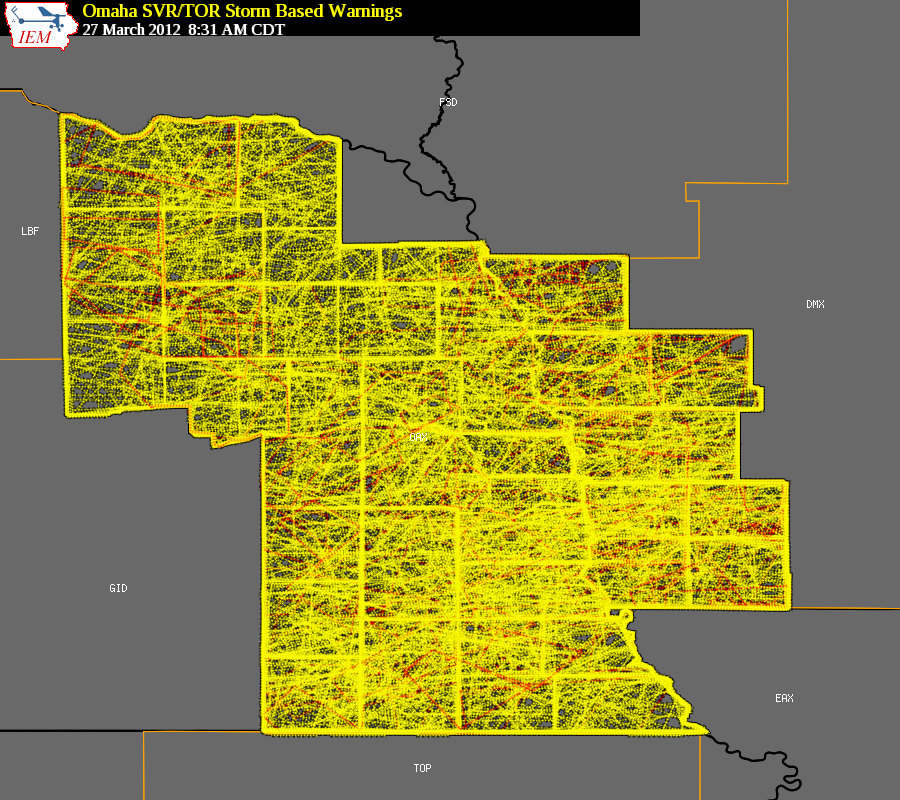 Omaha SVR/TOR Storm Based Warnings
IEM
27 March 2012 8:31 AM CDT
FSD
LBF
DMX
OAX
GID
EAX
TOP